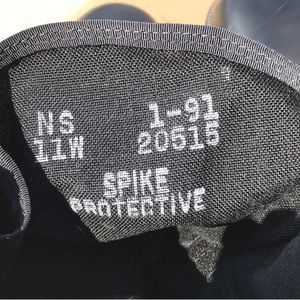 NS 1-91
11W 20515
SPIKE
PROTECTIVE